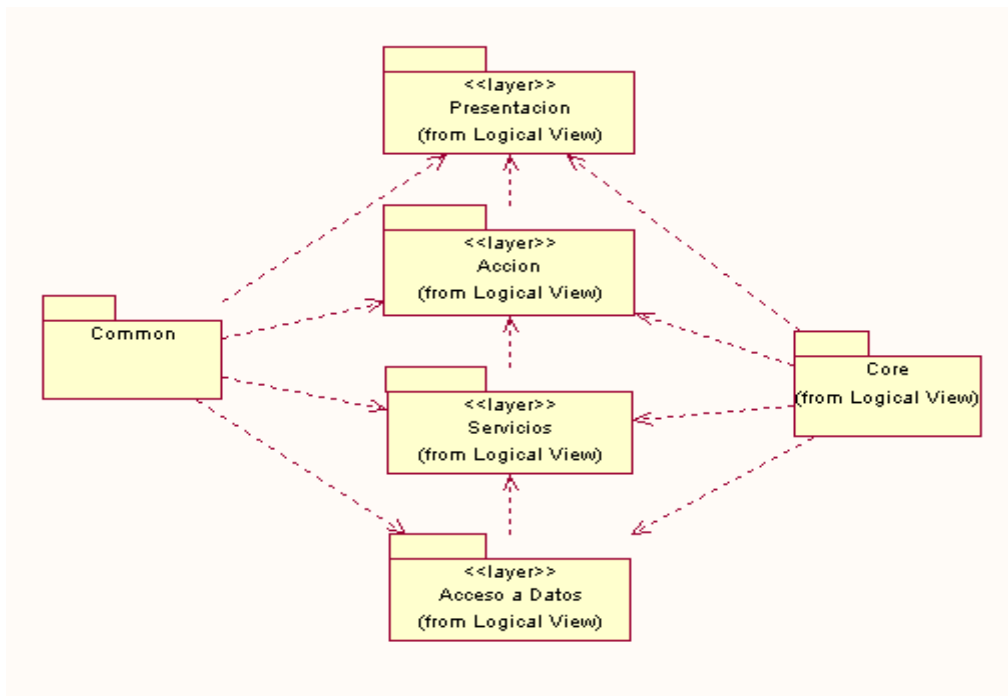 <<layer>>
Presentacion
(from Logical View)
<<layer>>
Accion
(from Logical View)
Common
Core
(from Logical View)
<<layer>>
Servicios
(from Logical View)
<<layer>>
Acceso a Datos
(from Logical View)